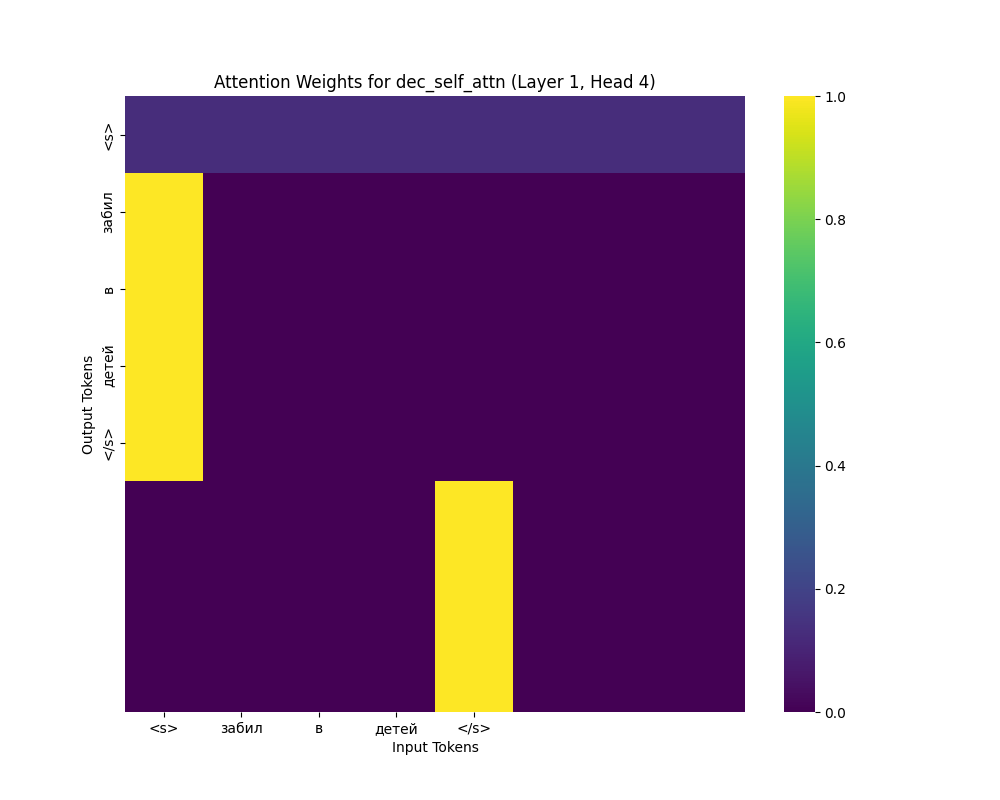 Attention Weights for dec_self_attn (Layer 1, Head 4)
Output Tokens
<s>
забил
в
детей
</s>
1.0
0.8
0.6
0.4
0.2
0.0
<s> забил в детей </s>
Input Tokens